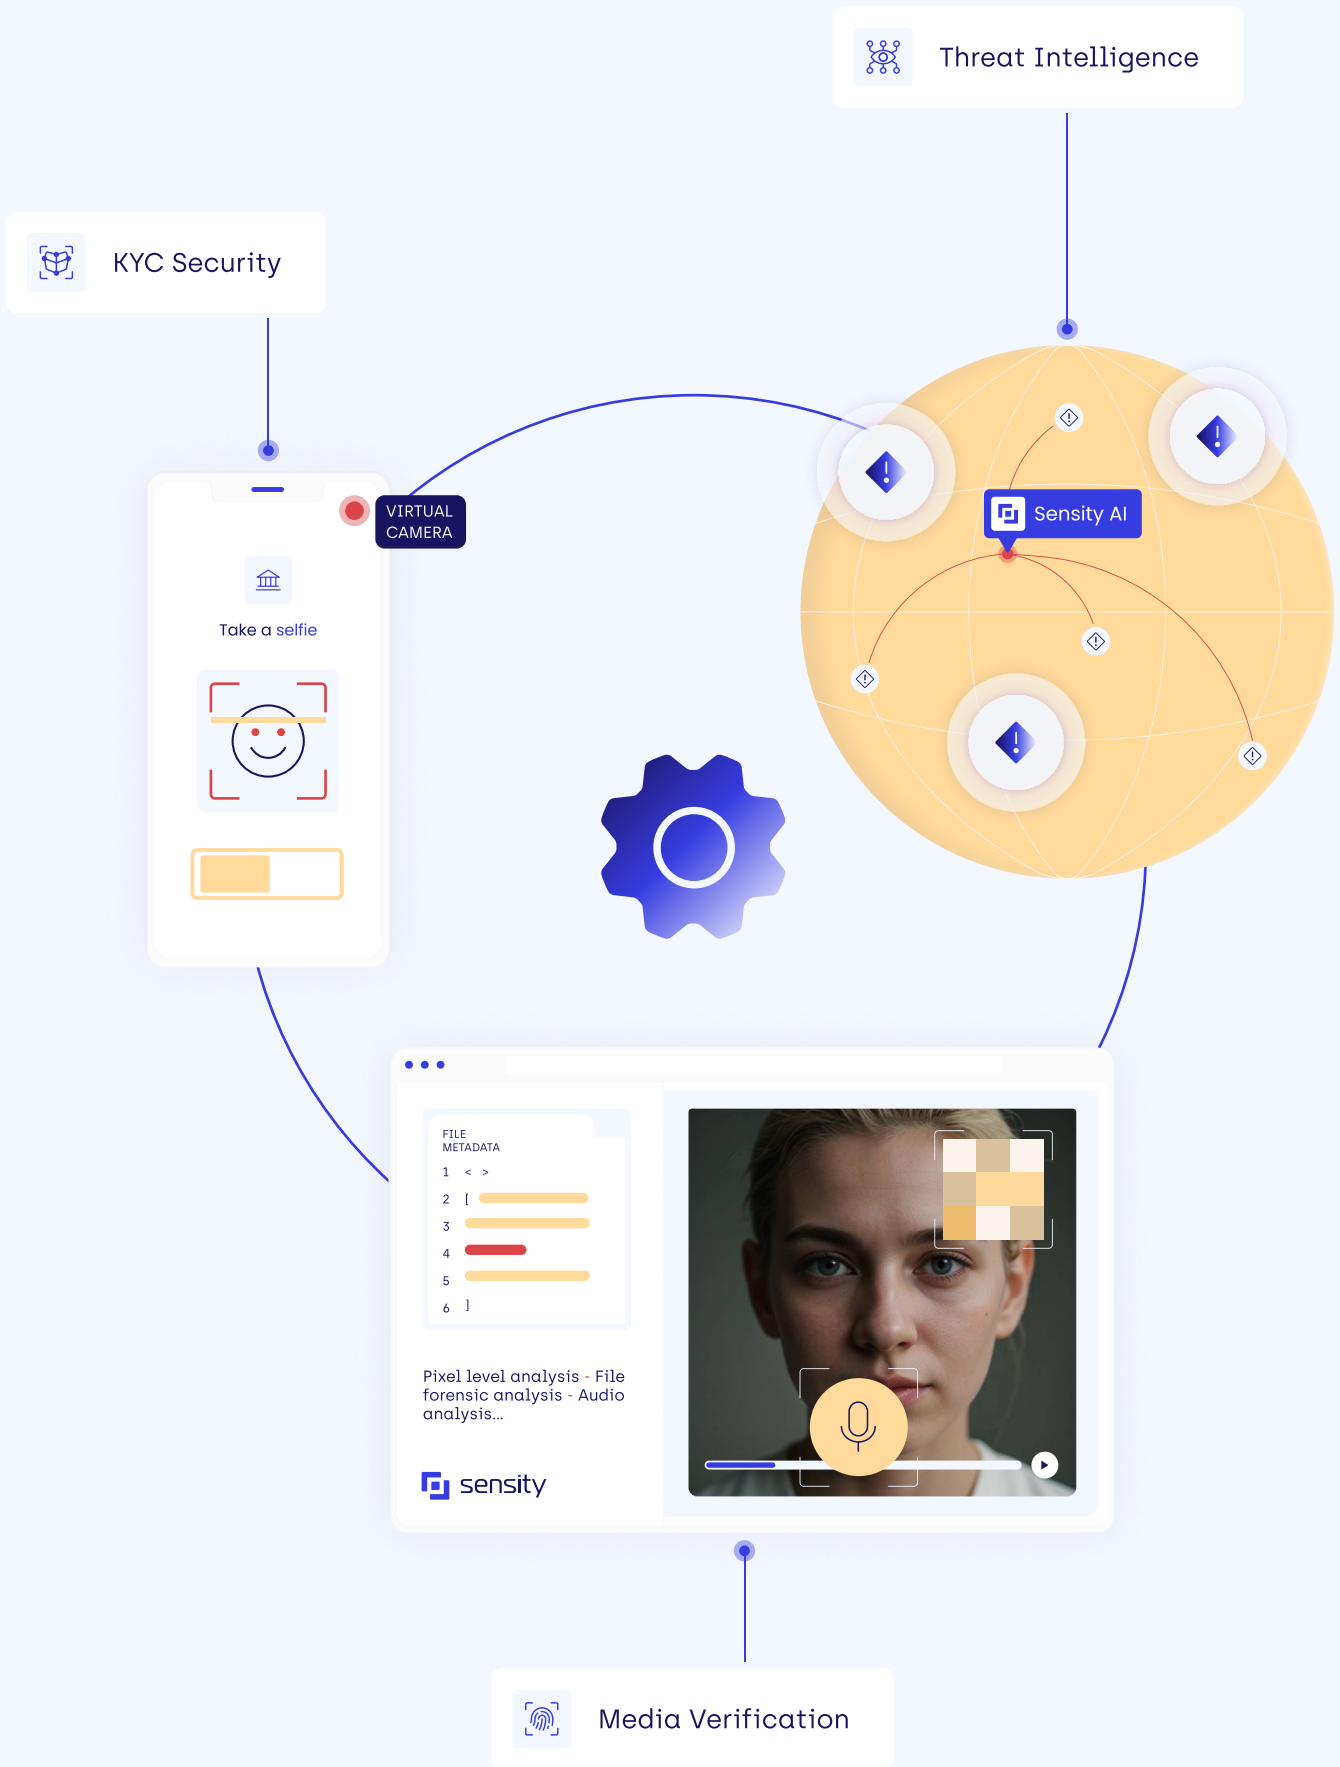 Threat Intelligence
KYC Security
VIRTUAL
CAMERA
Sensity AI
Take a selfie
FILE
METADATA
1 < >
2 [
3
4
5
6 ]
Pixel level analysis - File
forensic analysis - Audio
analysis...
sensity
Media Verification